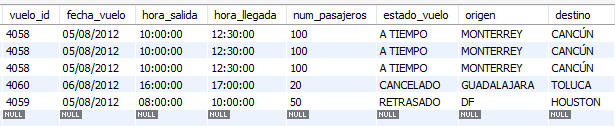 vuelo_id fecha_vuelo hora_salida hora_llegada num_pasajeros estado_vuelo origen destino
4058 05/08/2012 10:00:00 12:30:00 100 A TIEMPO MONTERREY CANCÚN
4058 05/08/2012 10:00:00 12:30:00 100 A TIEMPO MONTERREY CANCÚN
4058 05/08/2012 10:00:00 12:30:00 100 A TIEMPO MONTERREY CANCÚN
4060 06/08/2012 16:00:00 17:00:00 20 CANCELADO GUADALAJARA TOLUCA
4059 05/08/2012 08:00:00 10:00:00 50 RETRASADO DF HOUSTON
NULL NULL NULL NULL NULL NULL NULL NULL